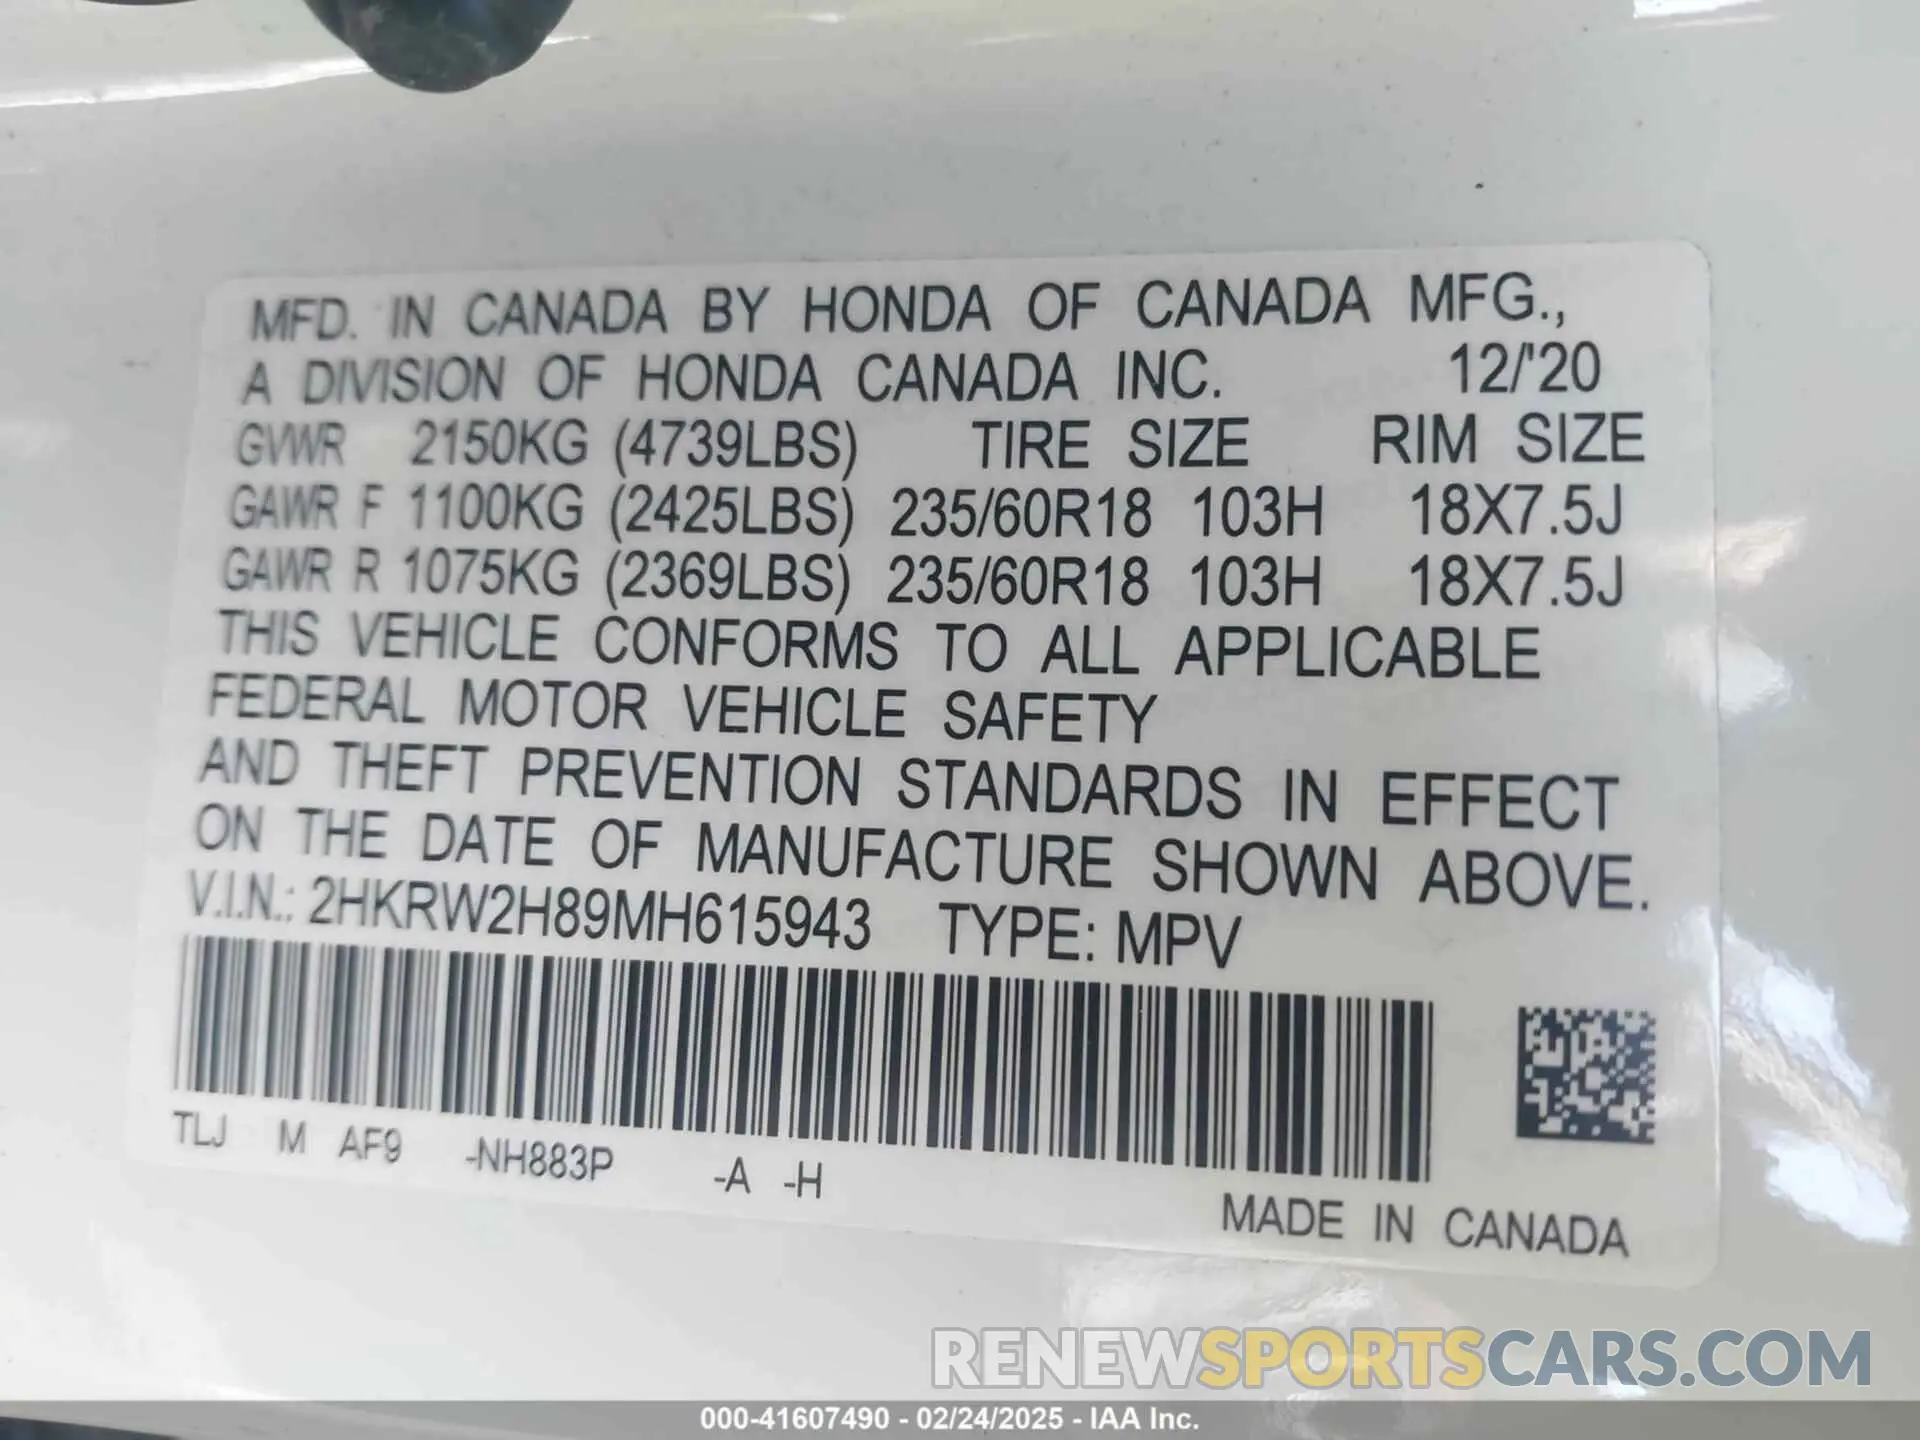 MFD. IN CANADA BY HONDA OF CANADA MFG.,
A DIVISION OF HONDA CANADA INC. 12/'20
GVWR 2150KG (4739LBS) TIRE SIZE RIM SIZE
GAWR F 1100KG (2425LBS) 235/60R18 103H 18X7.5J
GAWR R 1075KG (2369LBS) 235/60R18 103H 18X7.5J
THIS VEHICLE CONFORMS TO ALL APPLICABLE
FEDERAL MOTOR VEHICLE SAFETY
AND THEFT PREVENTION STANDARDS IN EFFECT
ON THE DATE OF MANUFACTURE SHOWN ABOVE.
V.I.N.: 2HKRW2H89MH615943 TYPE: MPV
TLJ M AF9 -NH883P -A -H
MADE IN CANADA
RENEWSPORTSCARS.COM
000-41607490 - 02/24/2025 - IAA Inc.